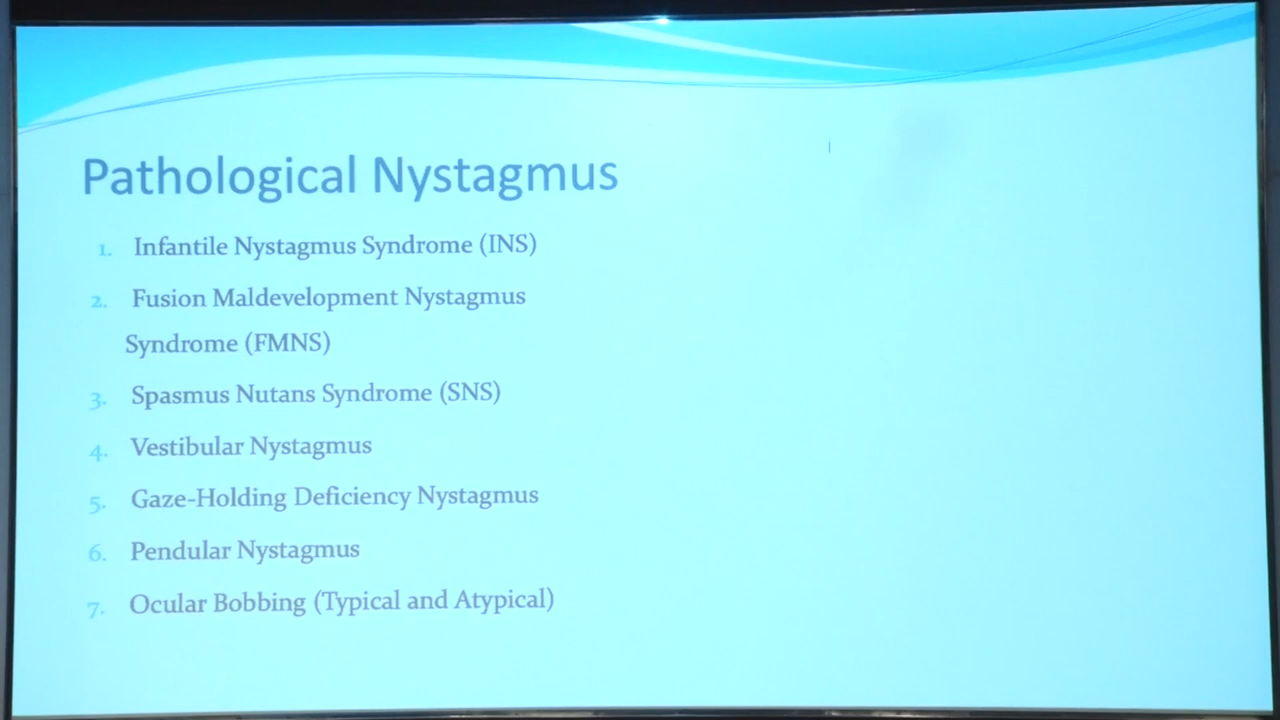 Pathological Nystagmus
1. Infantile Nystagmus Syndrome (INS)
2. Fusion Maldevelopment Nystagmus
Syndrome (FMNS)
3. Spasmus Nutans Syndrome (SNS)
4. Vestibular Nystagmus
5. Gaze-Holding Deficiency Nystagmus
6. Pendular Nystagmus
7. Ocular Bobbing (Typical and Atypical)